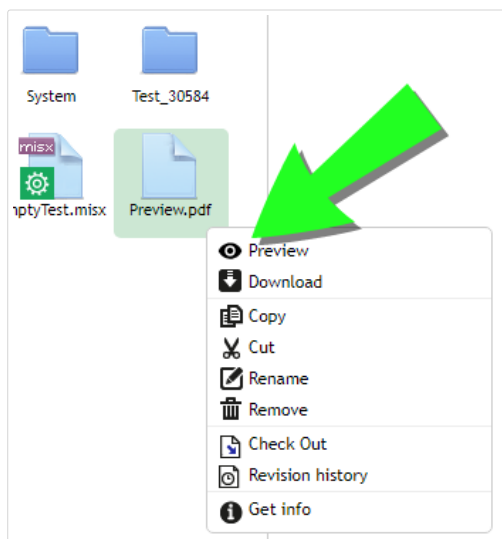 System Test_30584
misx
ptyTest.misx Preview.pdf
Preview
Download
Copy
Cut
Rename
Remove
Check Out
Revision history
Get info